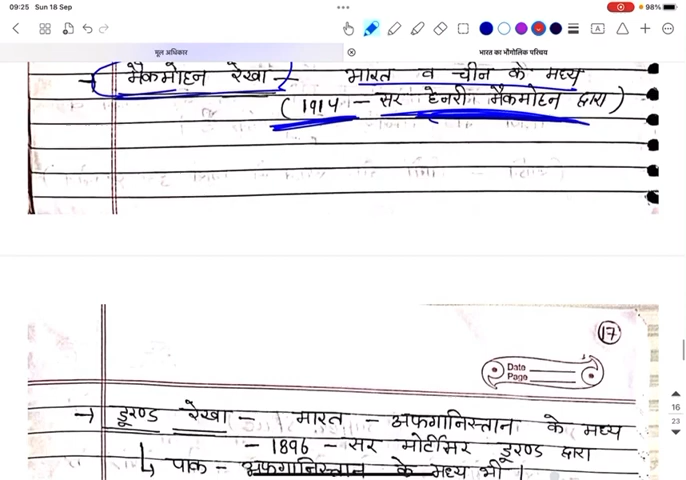 09:25 Sun 18 Sep
98%
मूल अधिकार
भारत का भौगोलिक परिचय
→ मैकमोहन रेखा - भारत व चीन के मध्य
(1914 - सर हेनरी मैकमोहन द्वारा)
17
Date
Page
→ डूरण्ड रेखा - भारत - अफगानिस्तान के मध्य
- 1896 - सर मोर्टीमर डूरण्ड द्वारा
↳ पाक - अफगानिस्तान के मध्य भी।
16
23